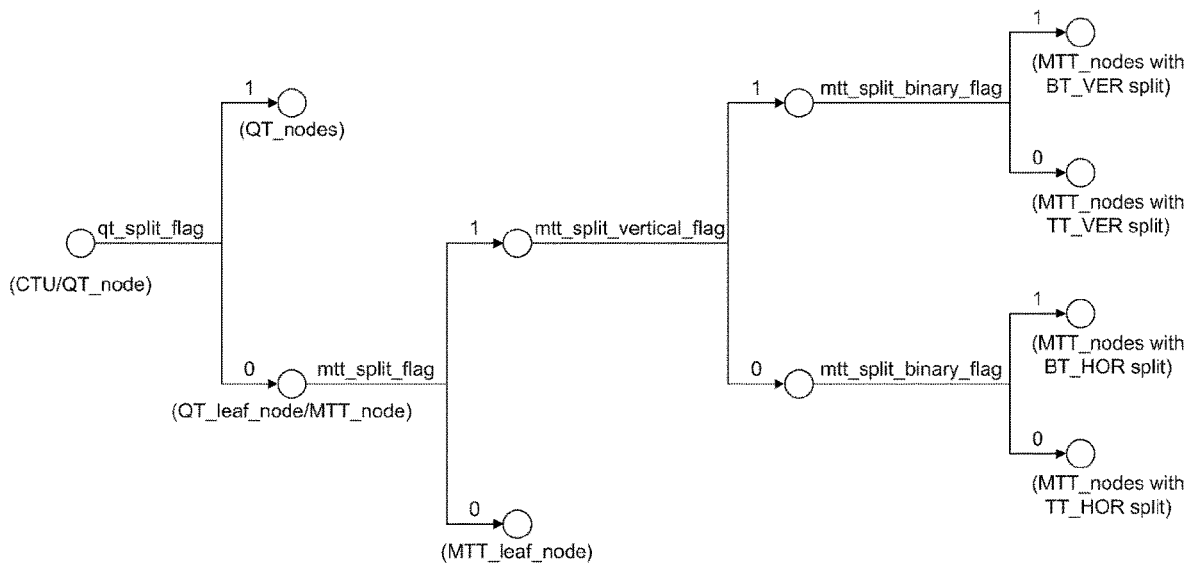 1
(MTT_nodes with
BT_VER split)
1
mtt_split_binary_flag
1
(QT_nodes)
0
(MTT_nodes with
TT_VER split)
qt_split_flag
1
mtt_split_vertical_flag
(CTU/QT_node)
1
(MTT_nodes with
BT_HOR split)
0
mtt_split_flag
0
mtt_split_binary_flag
(QT_leaf_node/MTT_node)
0
(MTT_nodes with
TT_HOR split)
0
(MTT_leaf_node)